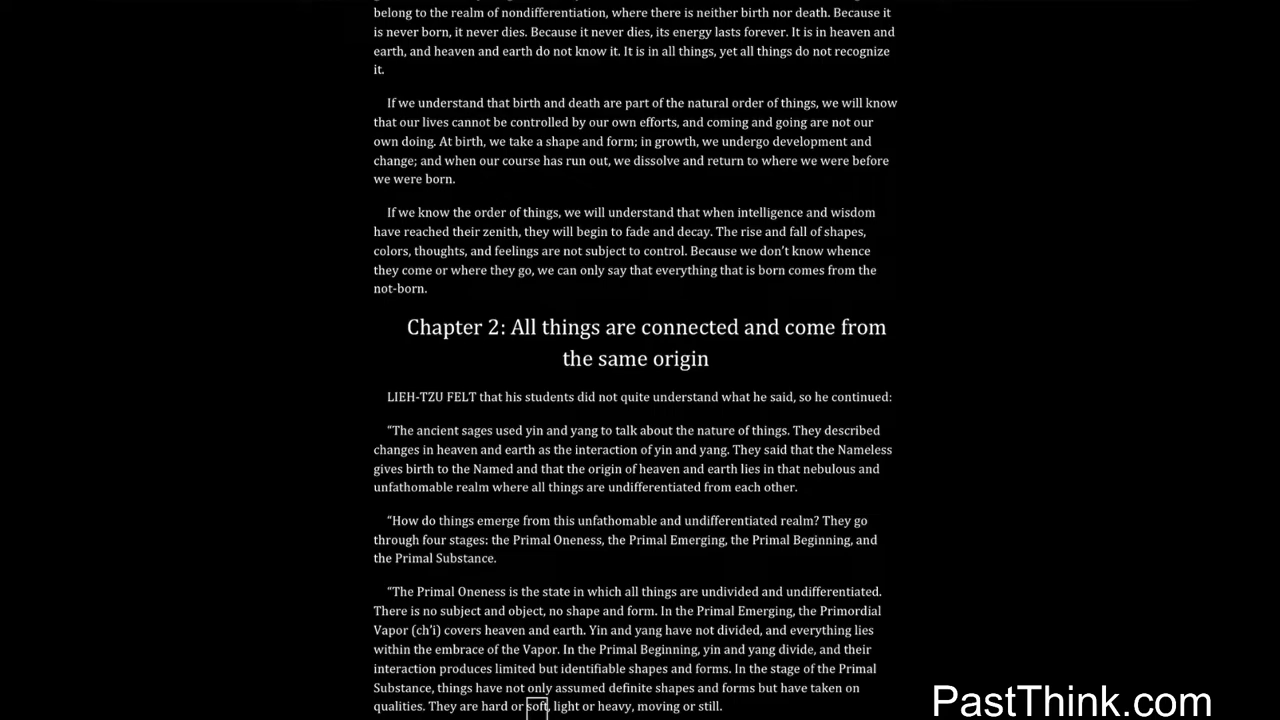 belong to the realm of nondifferentiation, where there is neither birth nor death. Because it
is never born, it never dies. Because it never dies, its energy lasts forever. It is in heaven and
earth, and heaven and earth do not know it. It is in all things, yet all things do not recognize
it.
If we understand that birth and death are part of the natural order of things, we will know
that our lives cannot be controlled by our own efforts, and coming and going are not our
own doing. At birth, we take a shape and form; in growth, we undergo development and
change; and when our course has run out, we dissolve and return to where we were before
we were born.
If we know the order of things, we will understand that when intelligence and wisdom
have reached their zenith, they will begin to fade and decay. The rise and fall of shapes,
colors, thoughts, and feelings are not subject to control. Because we don’t know whence
they come or where they go, we can only say that everything that is born comes from the
not-born.
Chapter 2: All things are connected and come from
the same origin
LIEH-TZU FELT that his students did not quite understand what he said, so he continued:
“The ancient sages used yin and yang to talk about the nature of things. They described
changes in heaven and earth as the interaction of yin and yang. They said that the Nameless
gives birth to the Named and that the origin of heaven and earth lies in that nebulous and
unfathomable realm where all things are undifferentiated from each other.
“How do things emerge from this unfathomable and undifferentiated realm? They go
through four stages: the Primal Oneness, the Primal Emerging, the Primal Beginning, and
the Primal Substance.
“The Primal Oneness is the state in which all things are undivided and undifferentiated.
There is no subject and object, no shape and form. In the Primal Emerging, the Primordial
Vapor (ch’i) covers heaven and earth. Yin and yang have not divided, and everything lies
within the embrace of the Vapor. In the Primal Beginning, yin and yang divide, and their
interaction produces limited but identifiable shapes and forms. In the stage of the Primal
Substance, things have not only assumed definite shapes and forms but have taken on
qualities. They are hard or soft, light or heavy, moving or still.
PastThink.com